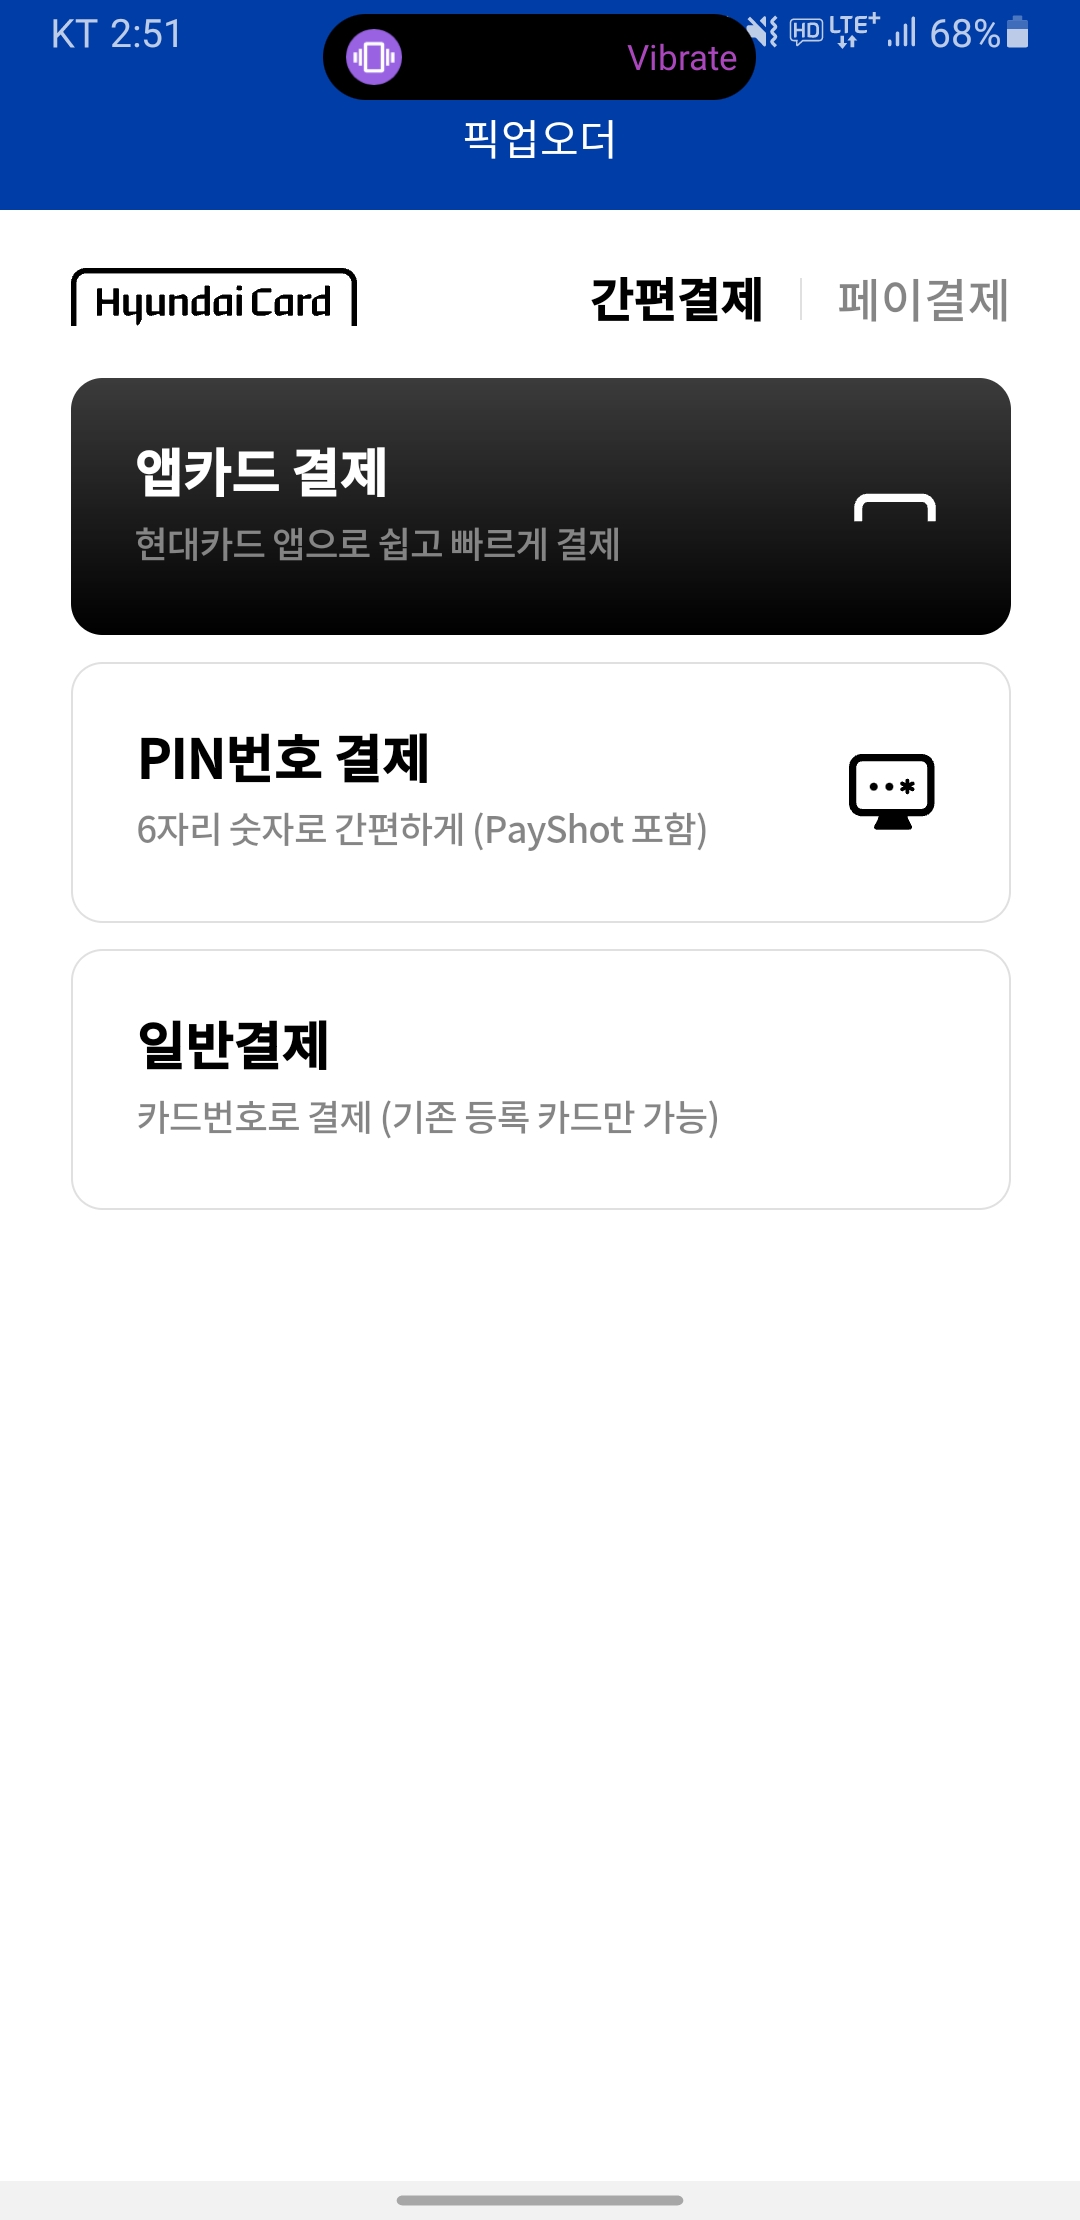 KT 2:51
Vibrate
HD LTE+ 68%
픽업오더
Hyundai Card
간편결제 페이결제
앱카드 결제
현대카드 앱으로 쉽고 빠르게 결제
PIN번호 결제
6자리 숫자로 간편하게 (PayShot 포함)
일반결제
카드번호로 결제 (기존 등록 카드만 가능)